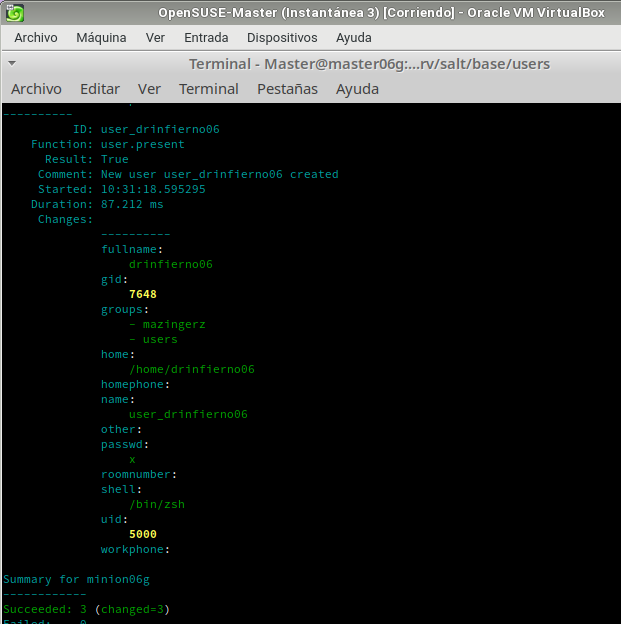 OpenSUSE-Master (Instantánea 3) [Corriendo] - Oracle VM VirtualBox
Archivo Máquina Ver Entrada Dispositivos Ayuda
Terminal - Master@master06g:...rv/salt/base/users
Archivo Editar Ver Terminal Pestañas Ayuda
----------
ID: user_drinfierno06
Function: user.present
Result: True
Comment: New user user_drinfierno06 created
Started: 10:31:18.595295
Duration: 87.212 ms
Changes:
----------
fullname:
drinfierno06
gid:
7648
groups:
- mazingerz
- users
home:
/home/drinfierno06
homephone:
name:
user_drinfierno06
other:
passwd:
x
roomnumber:
shell:
/bin/zsh
uid:
5000
workphone:
Summary for minion06g
------------
Succeeded: 3 (changed=3)
Failed: 0